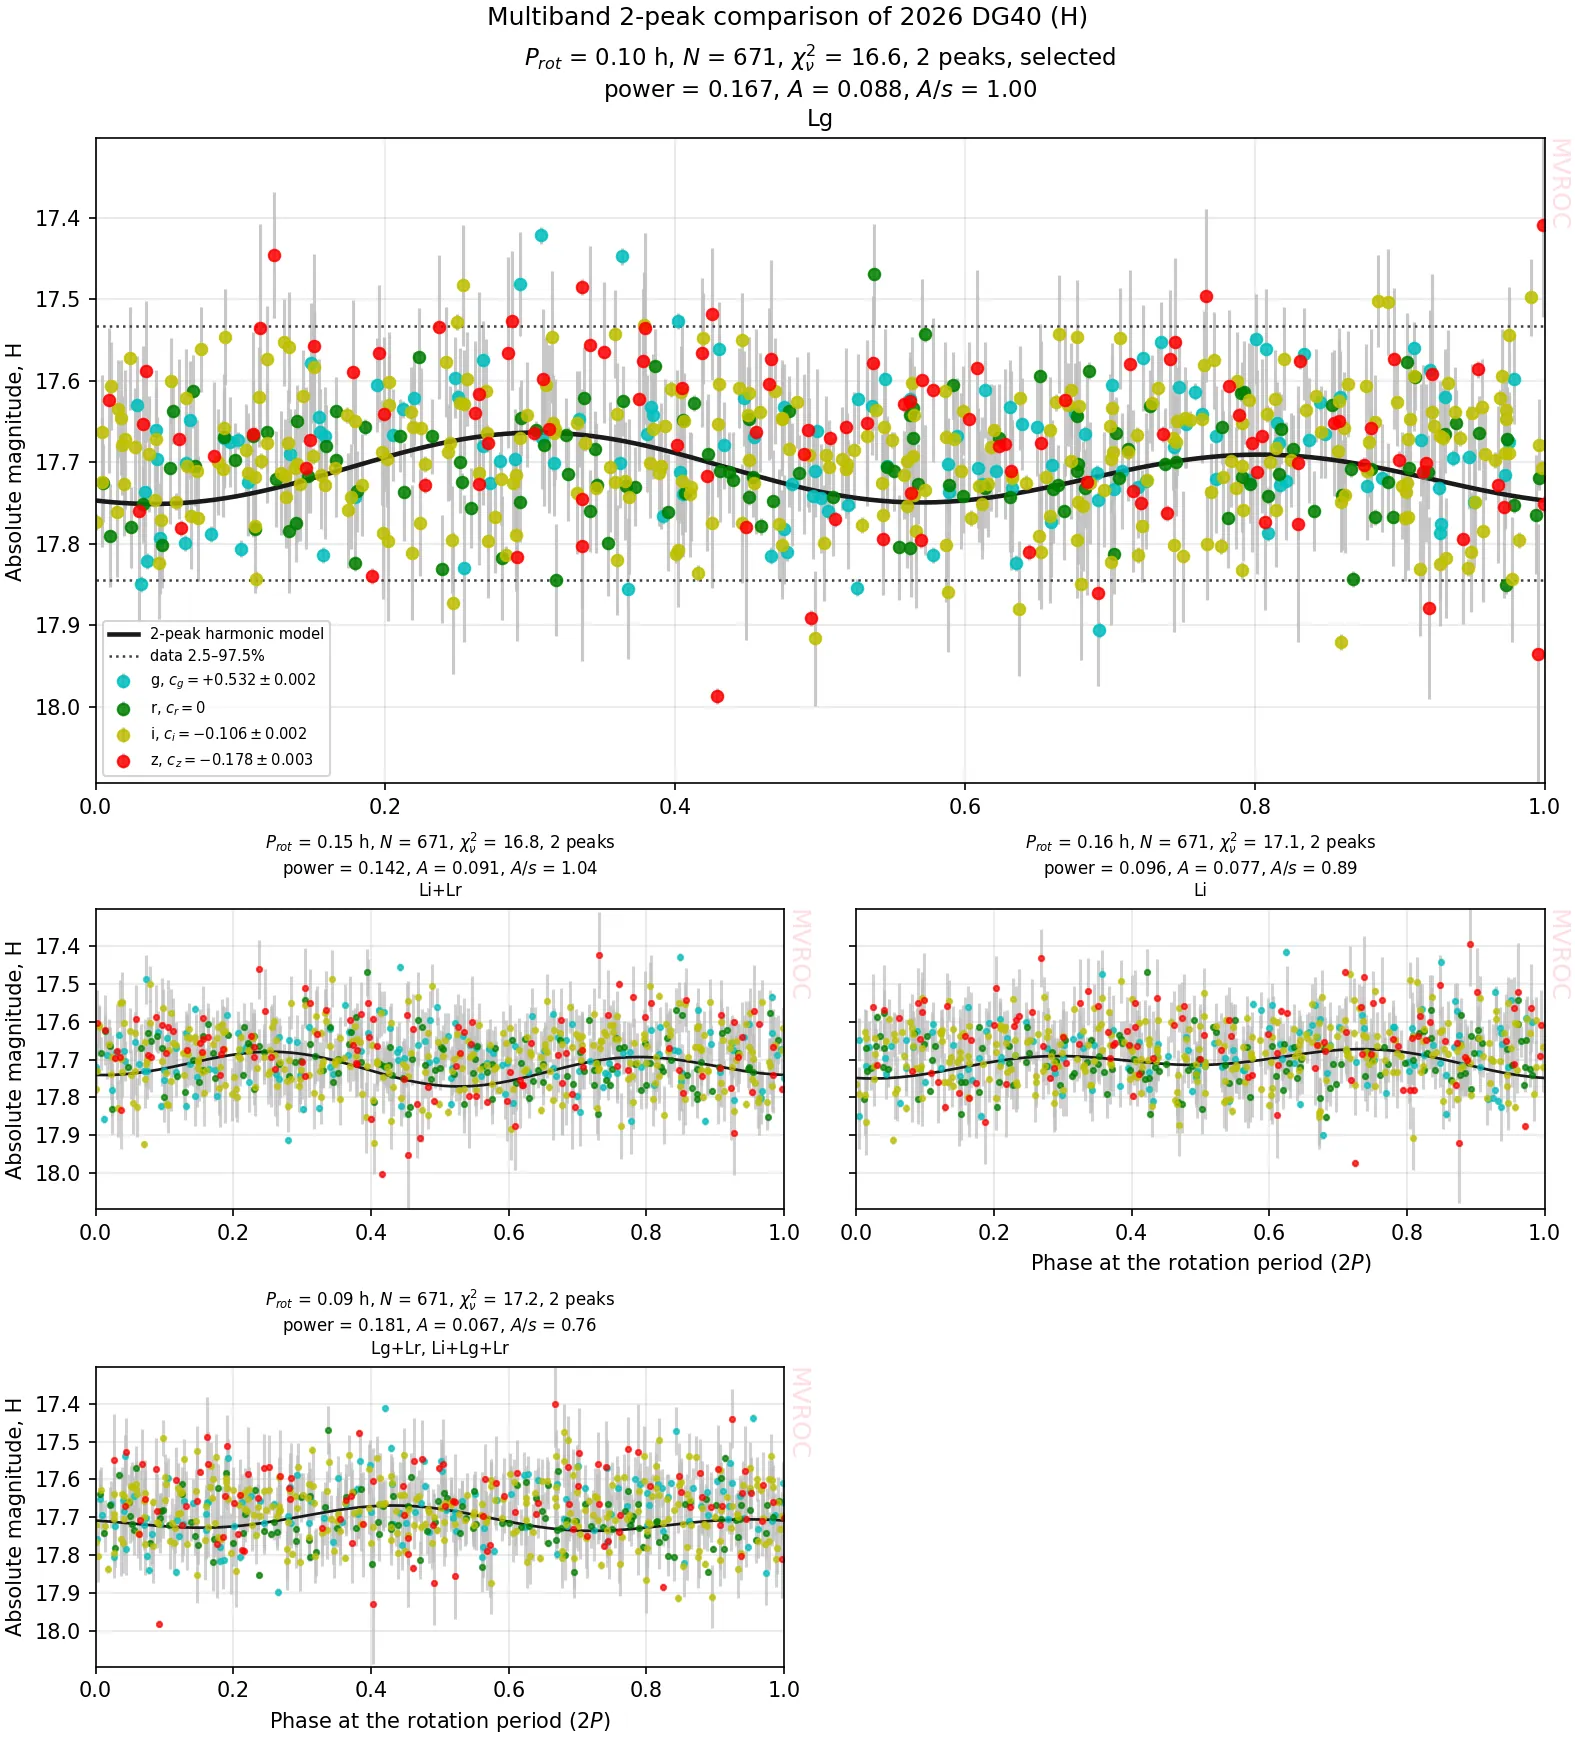 Multiband 2-peak comparison of 2026 DG40 (H)
P_rot = 0.10 h, N = 671, χ²_ν = 16.6, 2 peaks, selected
power = 0.167, A = 0.088, A/s = 1.00
Lg
MVROC
Absolute magnitude, H
17.4
17.5
17.6
17.7
17.8
17.9
18.0
2-peak harmonic model
data 2.5–97.5%
g, c_g = +0.532 ± 0.002
r, c_r = 0
i, c_i = −0.106 ± 0.002
z, c_z = −0.178 ± 0.003
0.0 0.2 0.4 0.6 0.8 1.0
P_rot = 0.15 h, N = 671, χ²_ν = 16.8, 2 peaks
power = 0.142, A = 0.091, A/s = 1.04
Li+Lr
MVROC
Absolute magnitude, H
17.4
17.5
17.6
17.7
17.8
17.9
18.0
0.0 0.2 0.4 0.6 0.8 1.0
P_rot = 0.16 h, N = 671, χ²_ν = 17.1, 2 peaks
power = 0.096, A = 0.077, A/s = 0.89
Li
MVROC
0.0 0.2 0.4 0.6 0.8 1.0
Phase at the rotation period (2P)
P_rot = 0.09 h, N = 671, χ²_ν = 17.2, 2 peaks
power = 0.181, A = 0.067, A/s = 0.76
Lg+Lr, Li+Lg+Lr
MVROC
Absolute magnitude, H
17.4
17.5
17.6
17.7
17.8
17.9
18.0
0.0 0.2 0.4 0.6 0.8 1.0
Phase at the rotation period (2P)